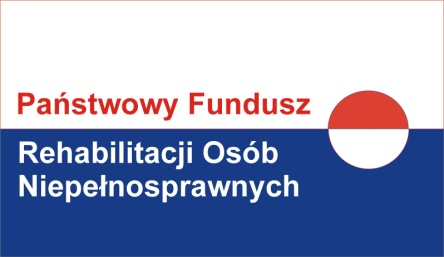 Państwowy Fundusz
Rehabilitacji Osób
Niepełnosprawnych